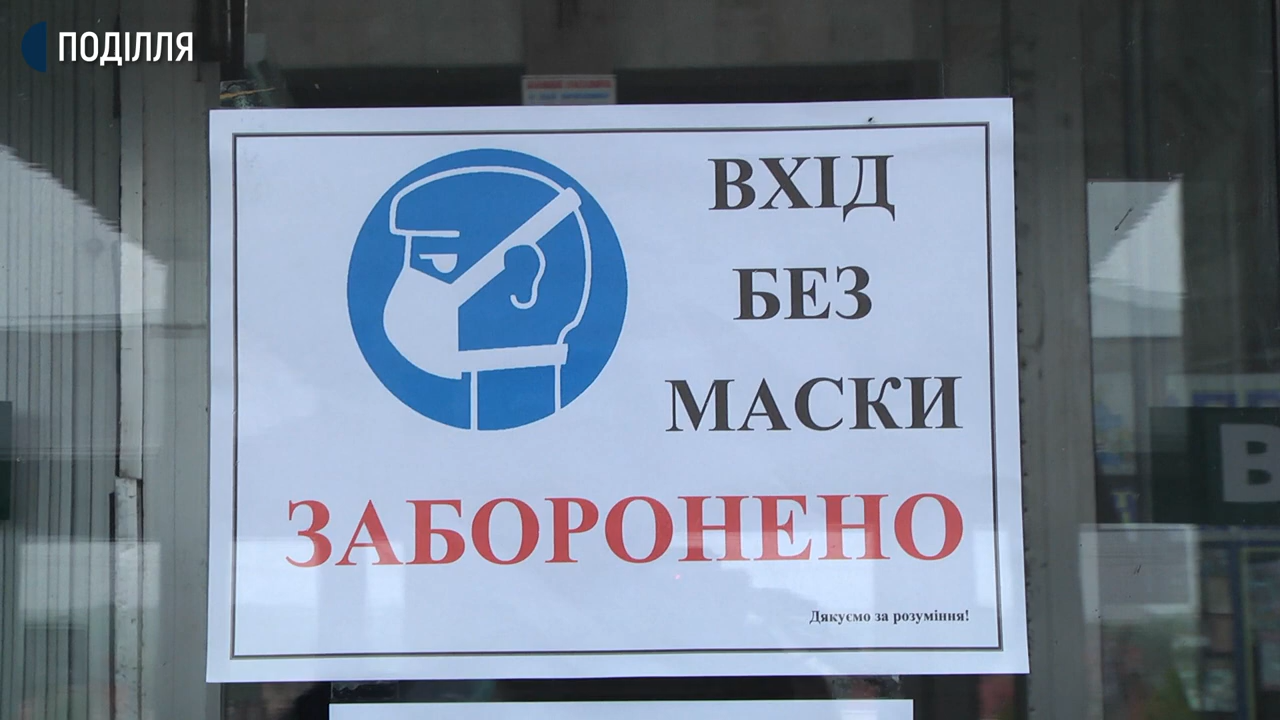 ПОДІЛЛЯ
ВХІД
БЕЗ
МАСКИ
ЗАБОРОНЕНО
Дякуємо за розуміння!
В